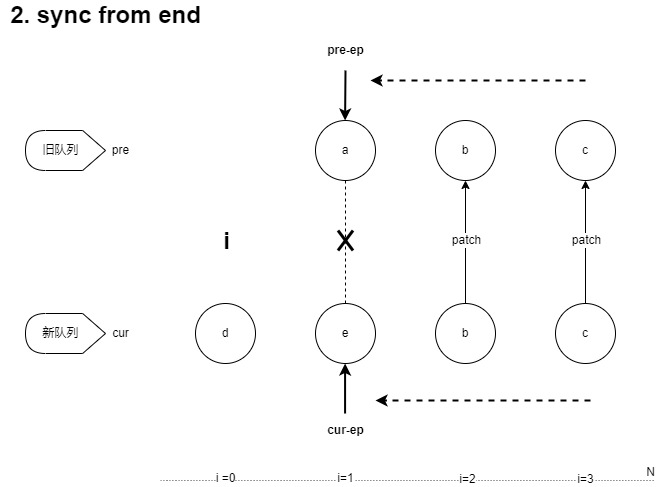 2. sync from end
pre-ep
旧队列 pre a b c
i X patch patch
新队列 cur d e b c
cur-ep
i =0 i=1 i=2 i=3 N